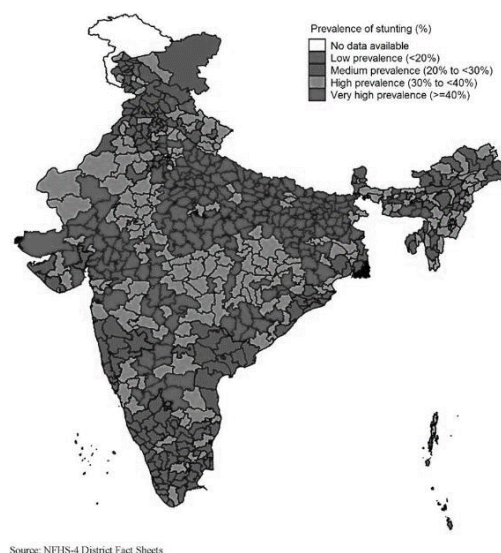 Prevalence of stunting (%)
No data available
Low prevalence (<20%)
Medium prevalence (20% to <30%)
High prevalence (30% to <40%)
Very high prevalence (>=40%)
Source: NFHS-4 District Fact Sheets